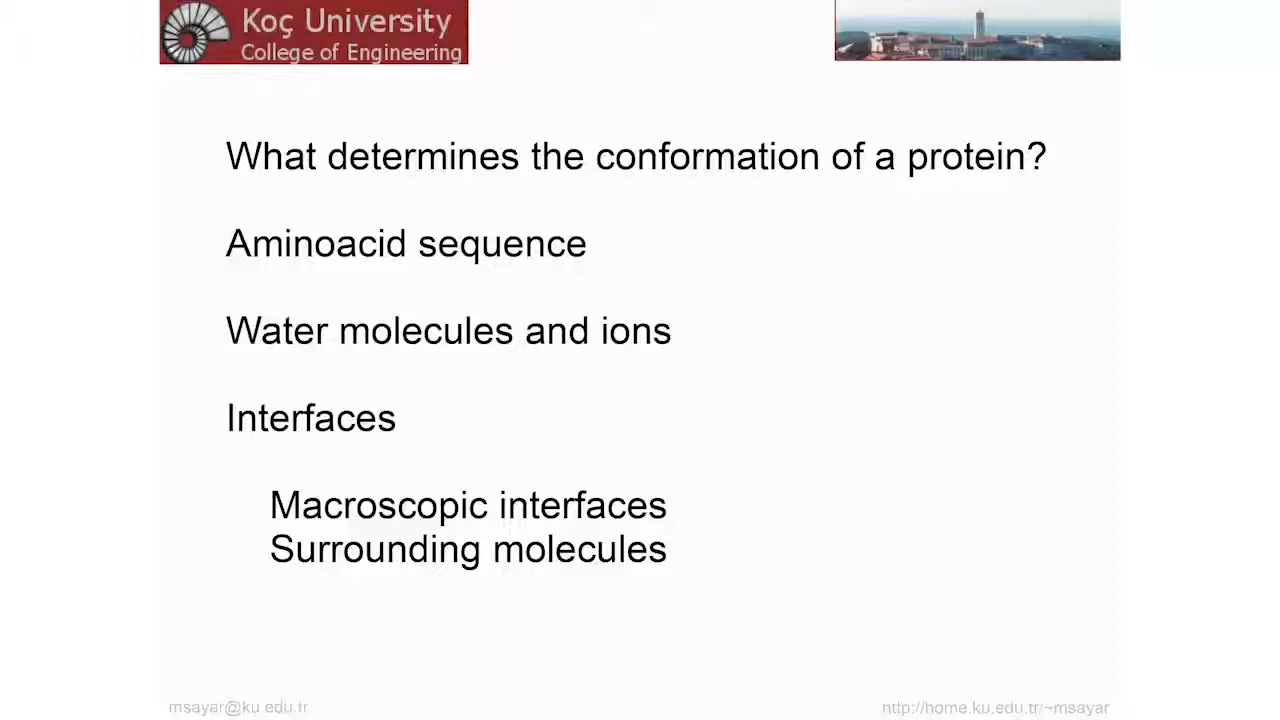 Koç University
College of Engineering
What determines the conformation of a protein?
Aminoacid sequence
Water molecules and ions
Interfaces
Macroscopic interfaces
Surrounding molecules
msayar@ku.edu.tr
http://home.ku.edu.tr/~msayar